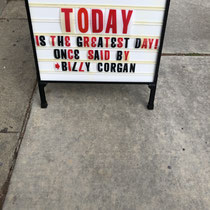 TODAY
IS THE GREATEST DAY!
ONCE SAID BY
*BILLY CORGAN